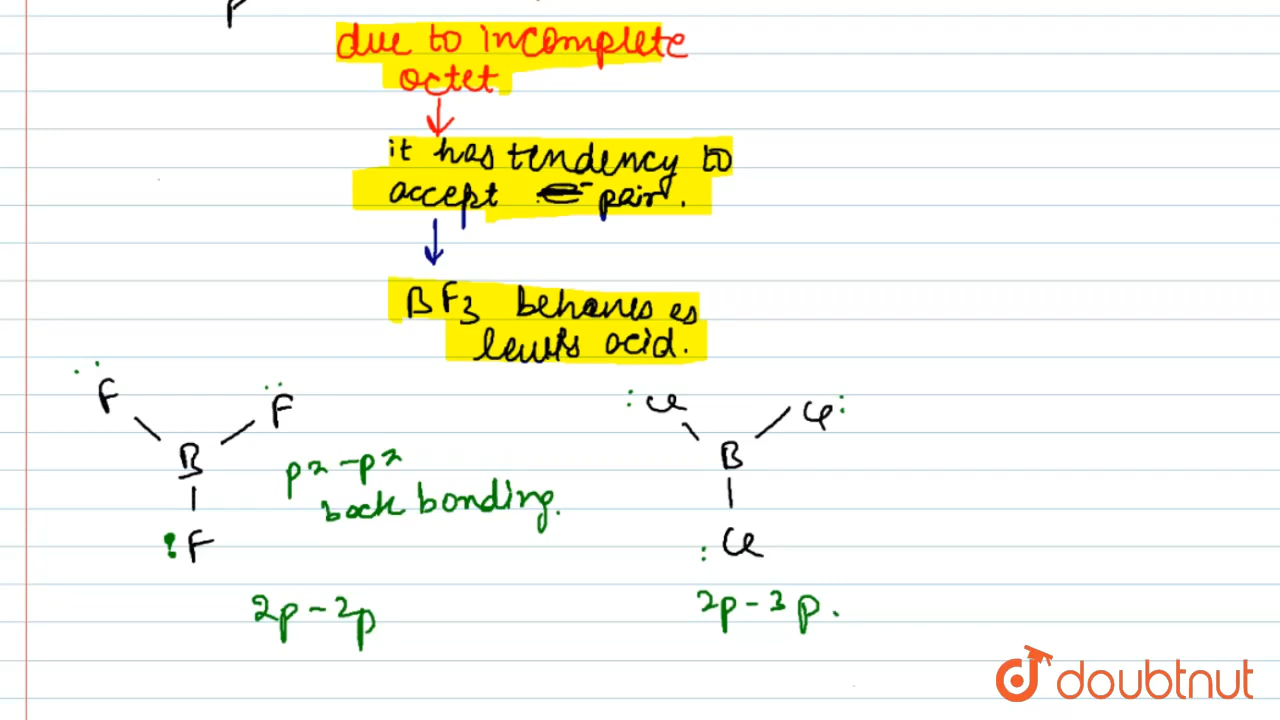 p
due to incomplete
octet
it has tendency to
accept e⁻ pair.
BF3 behaves as
lewis acid.
F F
B
F
pπ-pπ
back bonding.
2p-2p
:Cl Cl:
B
:Cl
2p-3p.
doubtnut